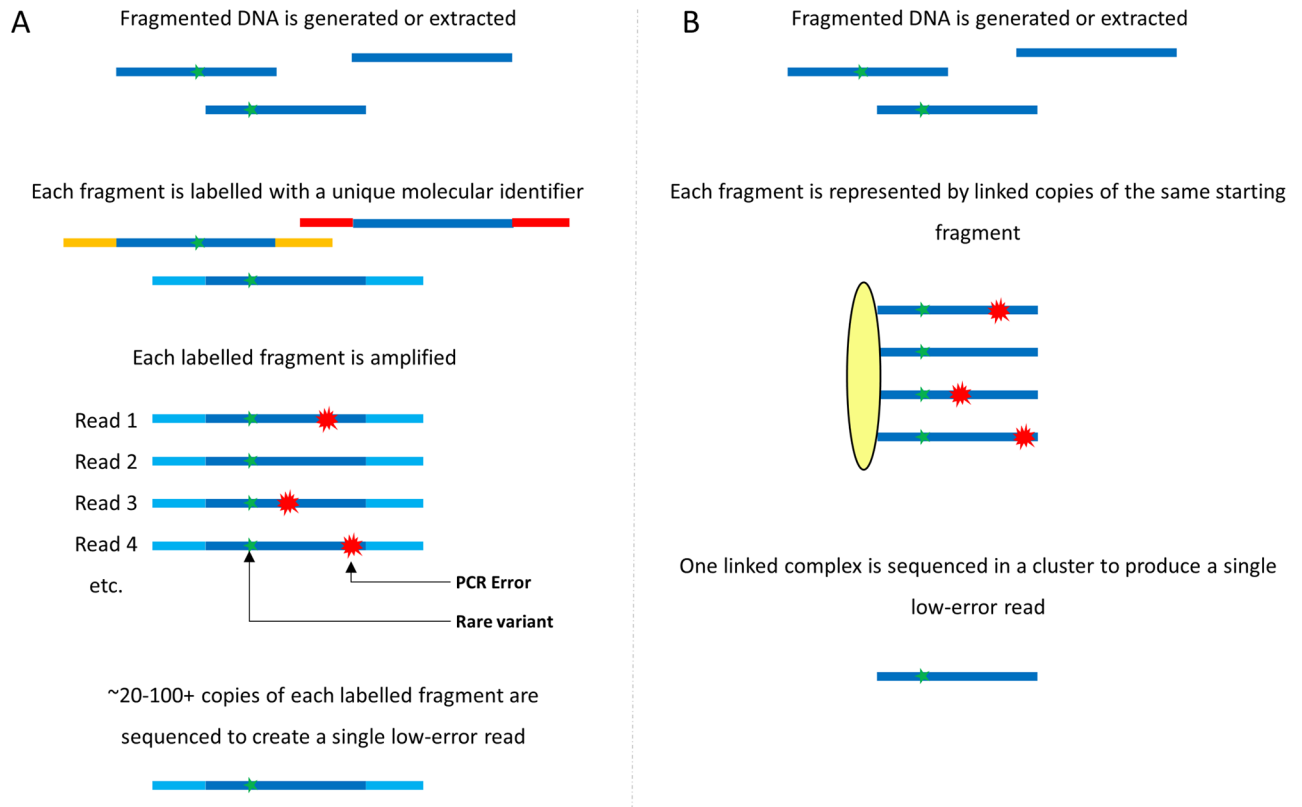 A
Fragmented DNA is generated or extracted
Each fragment is labelled with a unique molecular identifier
Each labelled fragment is amplified
Read 1
Read 2
Read 3
Read 4
etc.
PCR Error
Rare variant
~20-100+ copies of each labelled fragment are
sequenced to create a single low-error read
B
Fragmented DNA is generated or extracted
Each fragment is represented by linked copies of the same starting
fragment
One linked complex is sequenced in a cluster to produce a single
low-error read